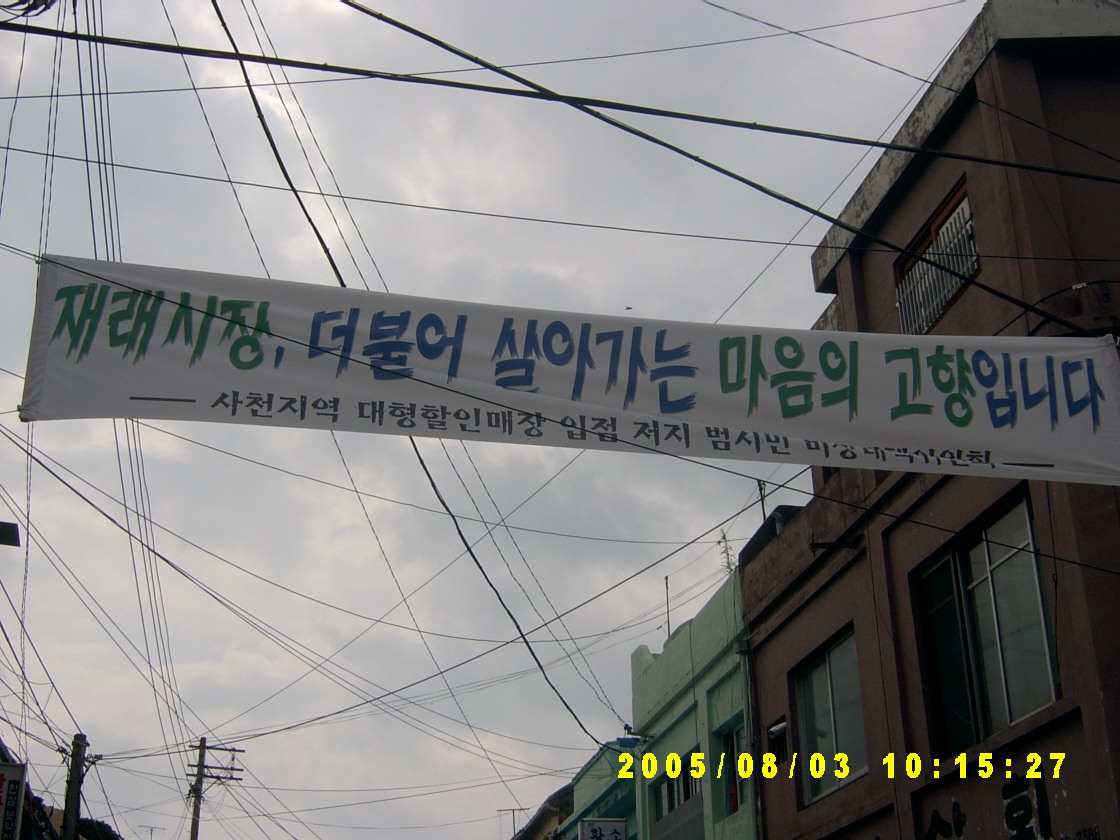 재래시장, 더불어 살아가는 마음의 고향입니다
사천지역 대형할인매장 입점 저지 범시민
2005/08/03 10:15:27